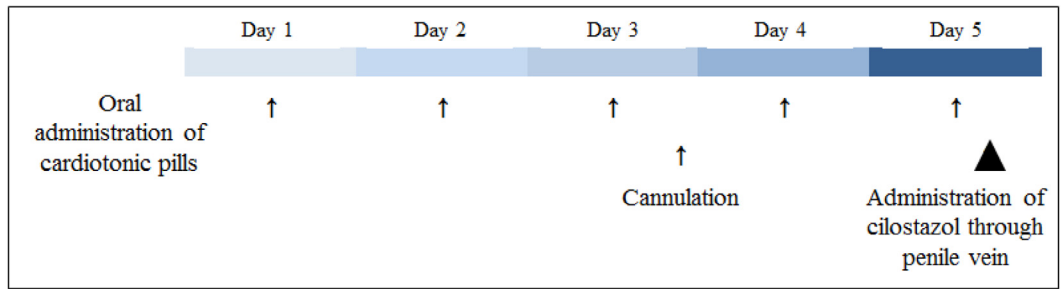 Day 1 Day 2 Day 3 Day 4 Day 5
Oral
administration of
cardiotonic pills
Cannulation
Administration of
cilostazol through
penile vein